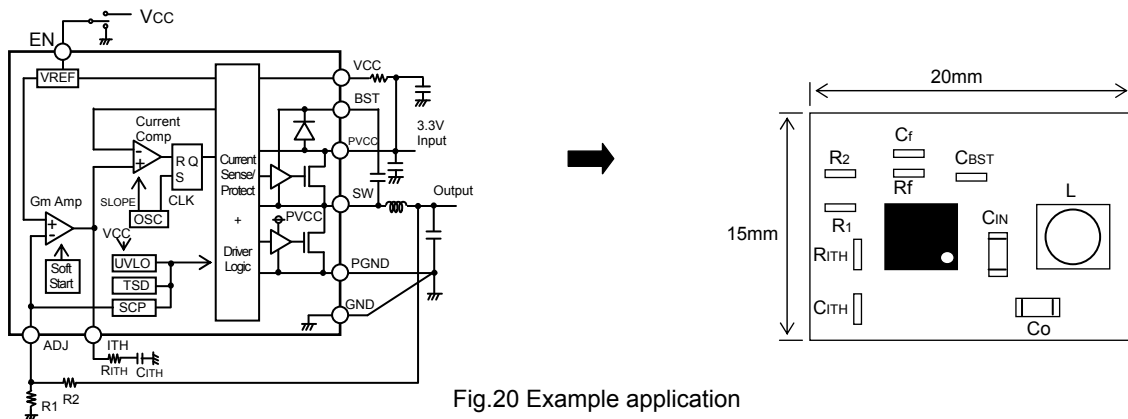 VCC
EN
VREF
VCC
BST
Current
Comp
3.3V
Input
PVCC
R Q
S
Current
Sense/
Protect
+
Driver
Logic
SLOPE
CLK
Gm Amp
OSC
VCC
SW
Output
PVCC
UVLO
TSD
SCP
Soft
Start
PGND
GND
ADJ
ITH
RITH
CITH
R1
R2
20mm
15mm
Cf
R2
Rf
CBST
R1
CIN
L
RITH
CITH
Co
Fig.20 Example application